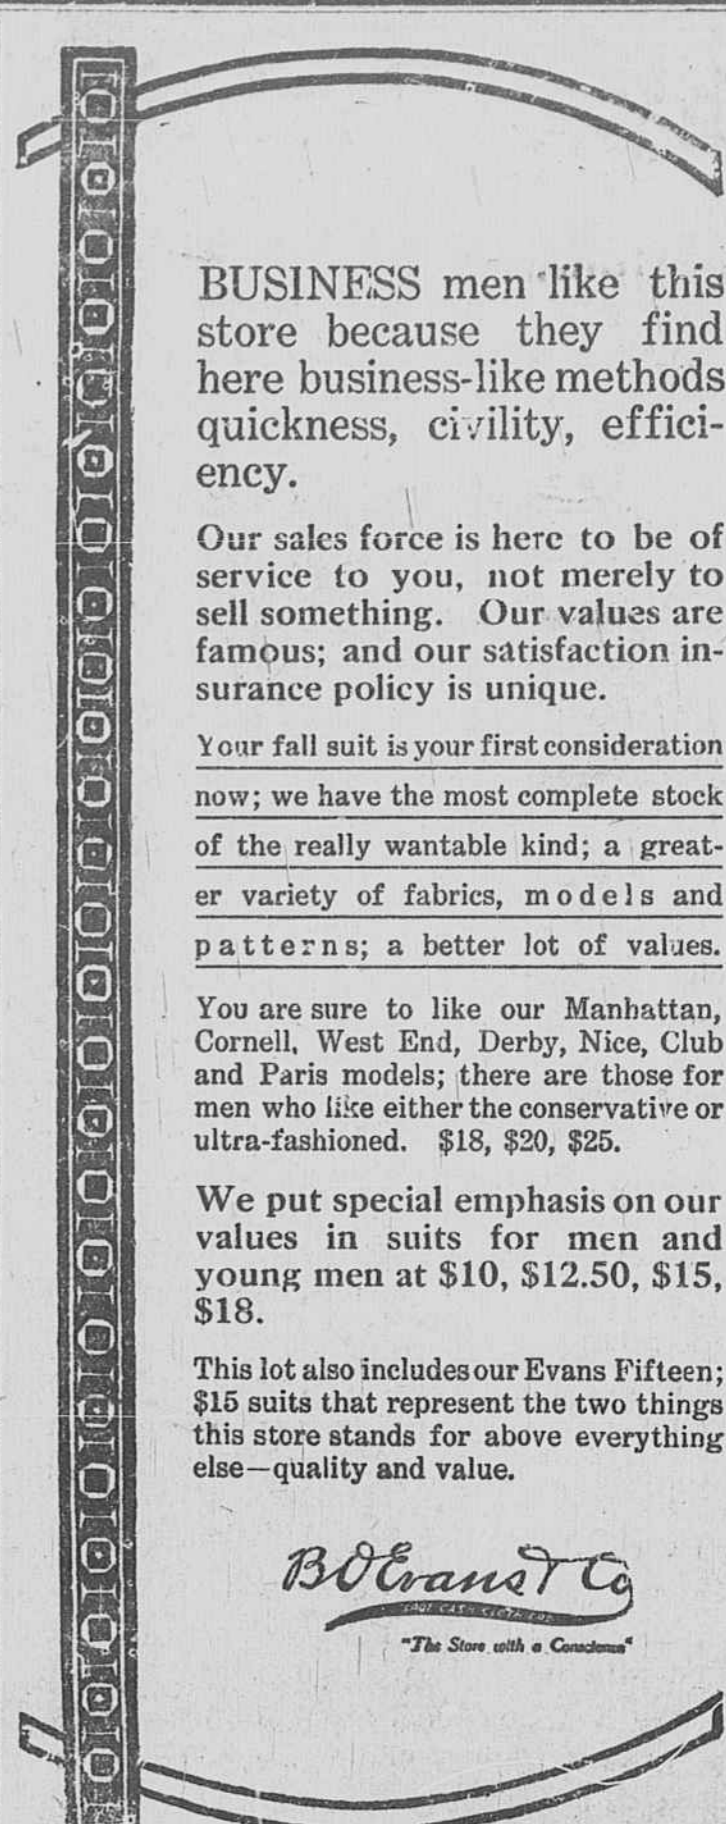 BUSINESS men like this
store because they find
here business-like methods
quickness, civility, effici-
ency.
Our sales force is here to be of
service to you, not merely to
sell something. Our values are
famous; and our satisfaction in-
surance policy is unique.
Your fall suit is your first consideration
now; we have the most complete stock
of the really wantable kind; a great-
er variety of fabrics, models and
patterns; a better lot of values.
You are sure to like our Manhattan,
Cornell, West End, Derby, Nice, Club
and Paris models; there are those for
men who like either the conservative or
ultra-fashioned. $18, $20, $25.
We put special emphasis on our
values in suits for men and
young men at $10, $12.50, $15,
$18.
This lot also includes our Evans Fifteen;
$15 suits that represent the two things
this store stands for above everything
else—quality and value.
B O Evans & Co
SPOT CASH CLOTHIERS
"The Store with a Conscience"